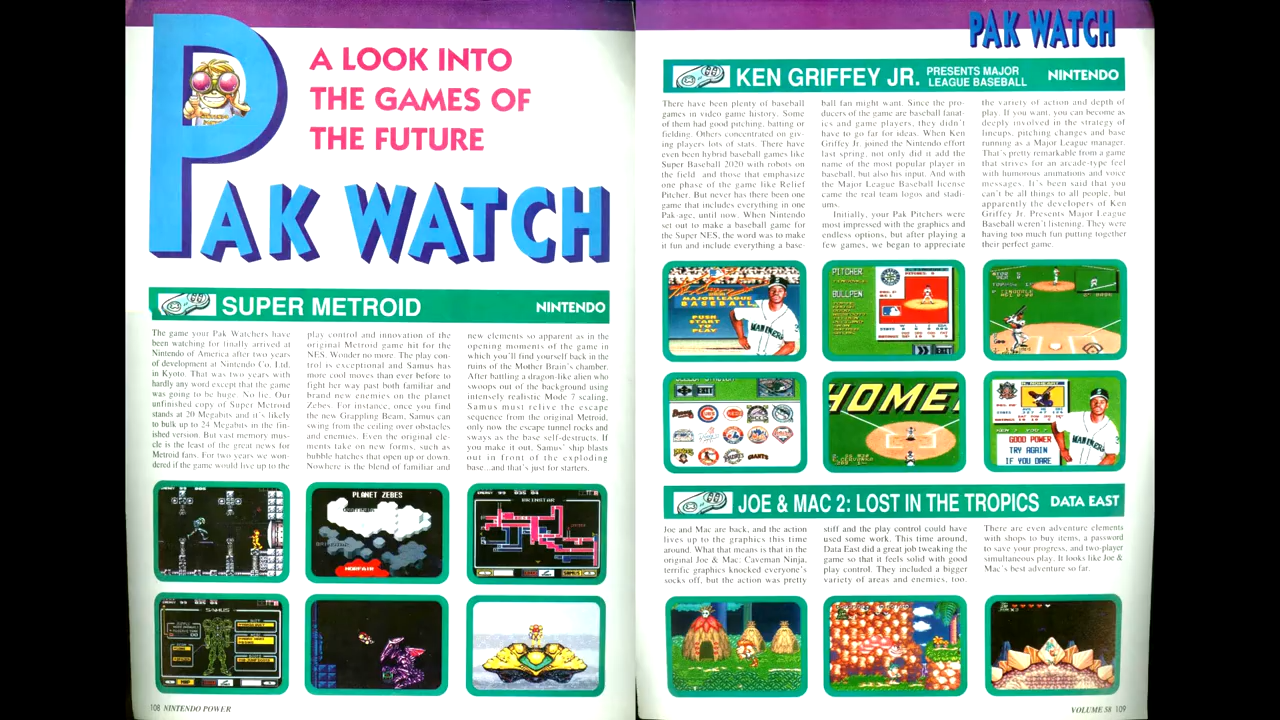 A LOOK INTO
THE GAMES OF
THE FUTURE
PAK WATCH
SUPER METROID
NINTENDO
The game your Pak Watchers have
been watching for finally arrived at
Nintendo of America after two years
of development at Nintendo Co, Ltd.
in Kyoto. That was two years with
hardly any word except that the game
was going to be huge. No lie. Our
unfinished copy of Super Metroid
stands at 20 Megabits and it's likely
to bulk up to 24 Megabits in the fin-
ished version. But vast memory mus-
cle is the least of the great news for
Metroid fans. For two years we won-
dered if the game would live up to the
play control and innovation of the
original Metroid game hit for the
NES. Wonder no more. The play con-
trol is exceptional and Samus has
more cool moves than ever before to
fight her way past both familiar and
brand new enemies on the planet
Zebes. For instance, once you find
the new Grappling Beam, Samus can
swing from the ceiling over obstacles
and enemies. Even the original ele-
ments take on new forms, such as
bubble hatches that open up or down.
Nowhere is the blend of familiar and
new elements so apparent as in the
opening moments of the game in
which you'll find yourself back in the
ruins of the Mother Brain's chamber.
After battling a dragon-like alien who
swoops out of the background using
intensely realistic Mode 7 scaling,
Samus must relive the escape
sequence from the original Metroid,
only now the escape tunnel rocks and
sways as the base self-destructs. If
you make it out, Samus' ship blasts
out in front of the exploding
base...and that's just for starters.
PLANET ZEBES
NORFAIR
BRINSTAR
SAMUS
108 NINTENDO POWER
PAK WATCH
KEN GRIFFEY JR. PRESENTS MAJOR
LEAGUE BASEBALL
NINTENDO
There have been plenty of baseball
games in video game history. Some
of them had good pitching, batting or
fielding. Others concentrated on giv-
ing players lots of stats. There have
even been hybrid baseball games like
Super Baseball 2020 with robots on
the field and those that emphasize
one phase of the game like Relief
Pitcher. But never has there been one
game that includes everything in one
Pak-age, until now. When Nintendo
set out to make a baseball game for
the Super NES, the word was to make
it fun and include everything a base-
ball fan might want. Since the pro-
ducers of the game are baseball fanat-
ics and game players, they didn't
have to go far for ideas. When Ken
Griffey Jr. joined the Nintendo effort
last spring, not only did it add the
name of the most popular player in
baseball, but also his input. And with
the Major League Baseball license
came the real team logos and stadi-
ums.
Initially, your Pak Pitchers were
most impressed with the graphics and
endless options, but after playing a
few games, we began to appreciate
the variety of action and depth of
play. If you want, you can become as
deeply involved in the strategy of
lineups, pitching changes and base
running as a Major League manager.
That's pretty remarkable from a game
that strives for an arcade-type feel
with humorous animations and voice
messages. It's been said that you
can't be all things to all people, but
apparently the developers of Ken
Griffey Jr. Presents Major League
Baseball weren't listening. They were
having too much fun putting together
their perfect game.
MAJOR LEAGUE
BASEBALL
PUSH
START
TO
PLAY
MARINERS
PITCHER
BULLPEN
EXIT
HOME
GOOD POWER
TRY AGAIN
IF YOU DARE
MARINERS
JOE & MAC 2: LOST IN THE TROPICS
DATA EAST
Joe and Mac are back, and the action
lives up to the graphics this time
around. What that means is that in the
original Joe & Mac: Caveman Ninja,
terrific graphics knocked everyone's
socks off, but the action was pretty
stiff and the play control could have
used some work. This time around,
Data East did a great job tweaking the
game so that it feels solid with good
play control. They included a bigger
variety of areas and enemies, too.
There are even adventure elements
with shops to buy items, a password
to save your progress, and two-player
simultaneous play. It looks like Joe &
Mac's best adventure so far.
VOLUME 58 109